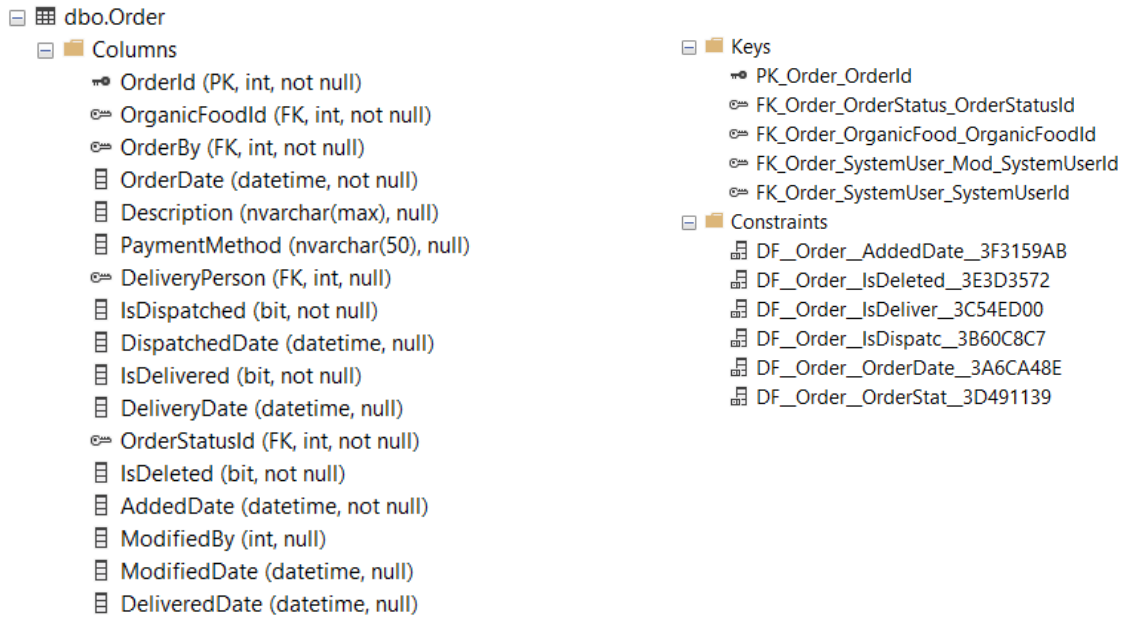 dbo.Order
Columns
OrderId (PK, int, not null)
OrganicFoodId (FK, int, not null)
OrderBy (FK, int, not null)
OrderDate (datetime, not null)
Description (nvarchar(max), null)
PaymentMethod (nvarchar(50), null)
DeliveryPerson (FK, int, null)
IsDispatched (bit, not null)
DispatchedDate (datetime, null)
IsDelivered (bit, not null)
DeliveryDate (datetime, null)
OrderStatusId (FK, int, not null)
IsDeleted (bit, not null)
AddedDate (datetime, not null)
ModifiedBy (int, null)
ModifiedDate (datetime, null)
DeliveredDate (datetime, null)
Keys
PK_Order_OrderId
FK_Order_OrderStatus_OrderStatusId
FK_Order_OrganicFood_OrganicFoodId
FK_Order_SystemUser_Mod_SystemUserId
FK_Order_SystemUser_SystemUserId
Constraints
DF__Order__AddedDate__3F3159AB
DF__Order__IsDeleted__3E3D3572
DF__Order__IsDeliver__3C54ED00
DF__Order__IsDispatc__3B60C8C7
DF__Order__OrderDate__3A6CA48E
DF__Order__OrderStat__3D491139